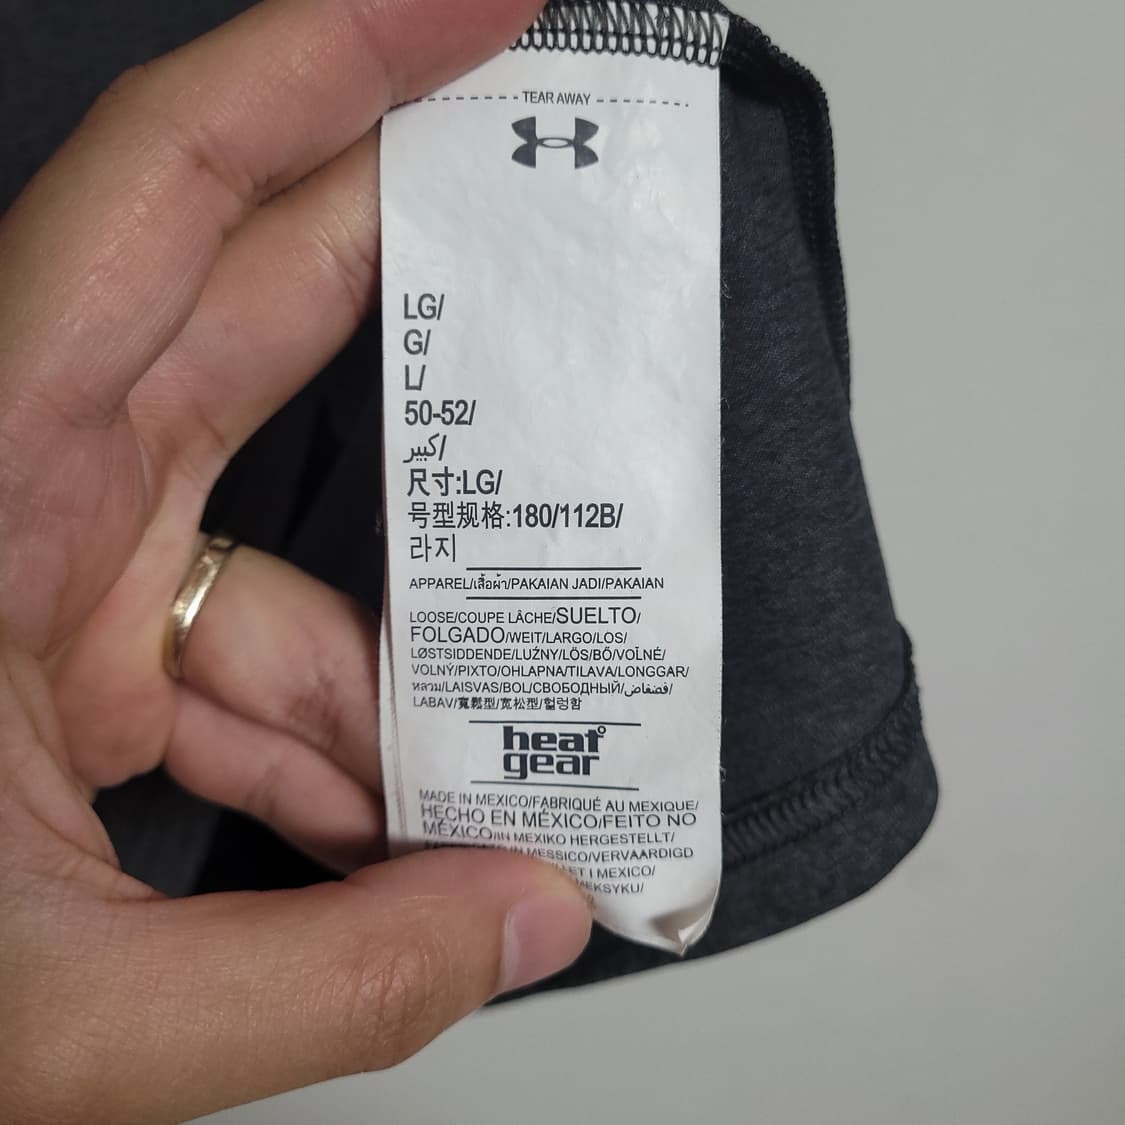 TEAR AWAY
LG/
G/
L/
50-52/
كبير/
尺寸:LG/
号型规格:180/112B/
라지
APPAREL/เสื้อผ้า/PAKAIAN JADI/PAKAIAN
LOOSE/COUPE LÂCHE/SUELTO/
FOLGADO/WEIT/LARGO/LOS/
LØSTSIDDENDE/LUŹNY/LÖS/BŐ/VOĽNÉ/
VOLNÝ/PIXTO/OHLAPNA/TILAVA/LONGGAR/
หลวม/LAISVAS/BOL/СВОБОДНЫЙ/فضفاض/
LABAV/寬鬆型/宽松型/헐렁함
heat
gear
MADE IN MEXICO/FABRIQUÉ AU MEXIQUE/
HECHO EN MÉXICO/FEITO NO
MÉXICO/IN MEXIKO HERGESTELLT/
MESSICO/VERVAARDIGD
I MEXICO/